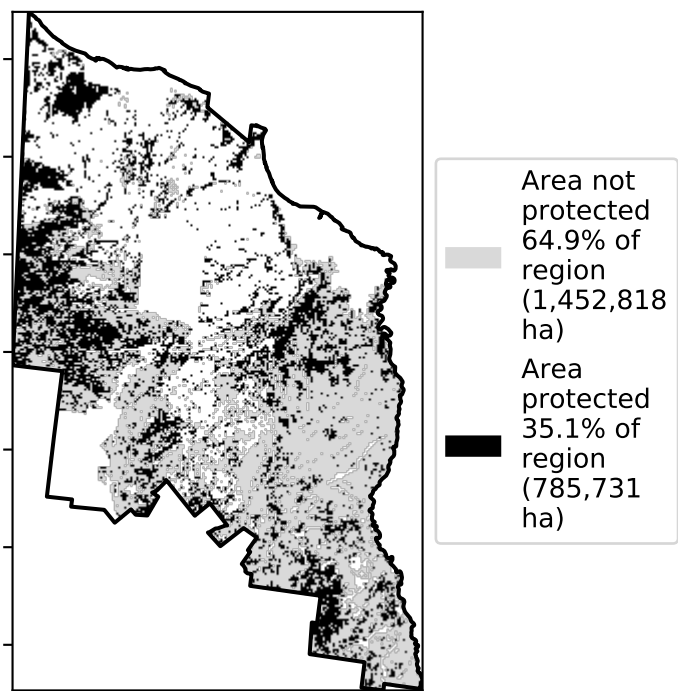 Area not
protected
64.9% of
region
(1,452,818
ha)
Area
protected
35.1% of
region
(785,731
ha)